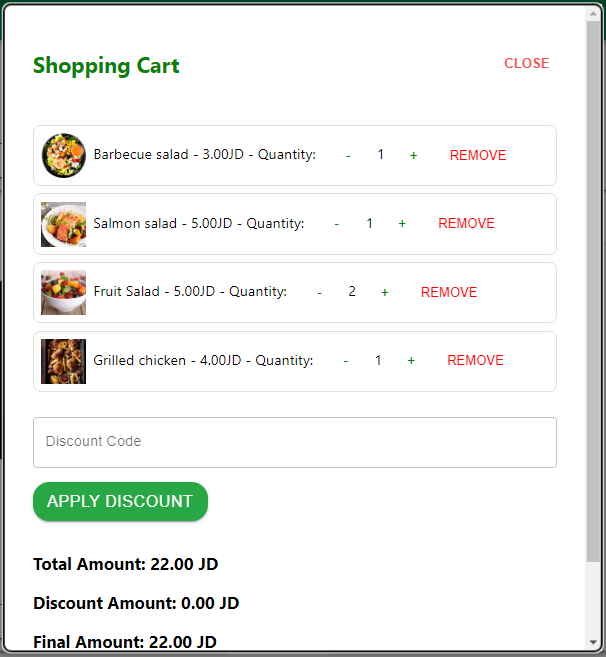 Shopping Cart
CLOSE
Barbecue salad - 3.00JD - Quantity: - 1 + REMOVE
Salmon salad - 5.00JD - Quantity: - 1 + REMOVE
Fruit Salad - 5.00JD - Quantity: - 2 + REMOVE
Grilled chicken - 4.00JD - Quantity: - 1 + REMOVE
Discount Code
APPLY DISCOUNT
Total Amount: 22.00 JD
Discount Amount: 0.00 JD
Final Amount: 22.00 JD